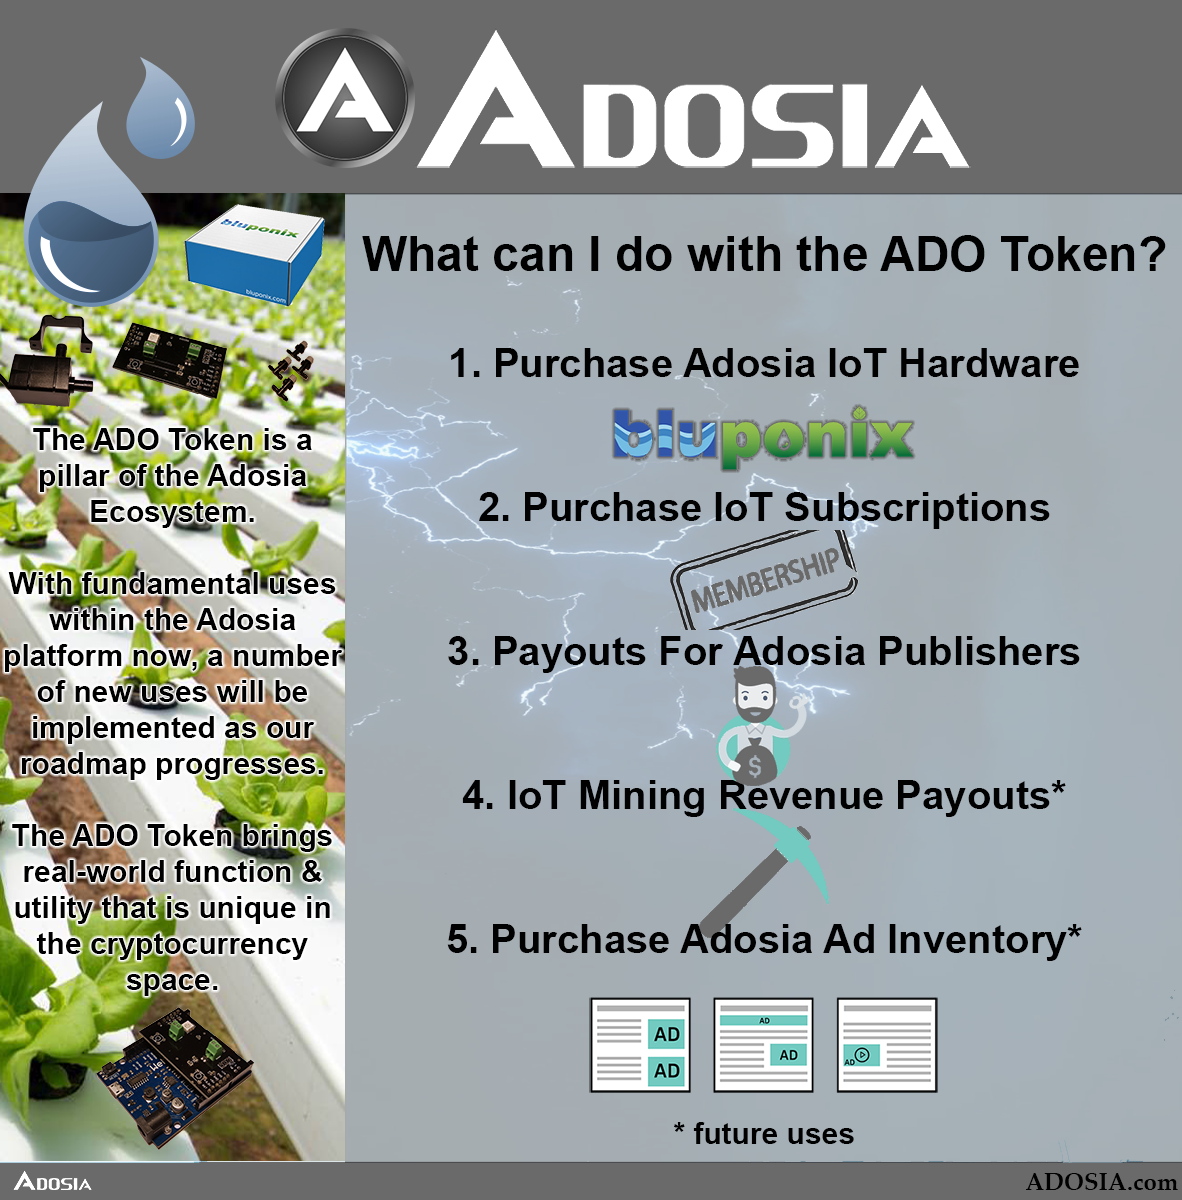 ADOSIA
bluponix
bluponix.com
The ADO Token is a
pillar of the Adosia
Ecosystem.
With fundamental uses
within the Adosia
platform now, a number
of new uses will be
implemented as our
roadmap progresses.
The ADO Token brings
real-world function &
utility that is unique in
the cryptocurrency
space.
What can I do with the ADO Token?
1. Purchase Adosia IoT Hardware
bluponix
2. Purchase IoT Subscriptions
MEMBERSHIP
3. Payouts For Adosia Publishers
$
4. IoT Mining Revenue Payouts*
5. Purchase Adosia Ad Inventory*
AD
AD
AD
AD
AD
* future uses
ADOSIA
ADOSIA.com